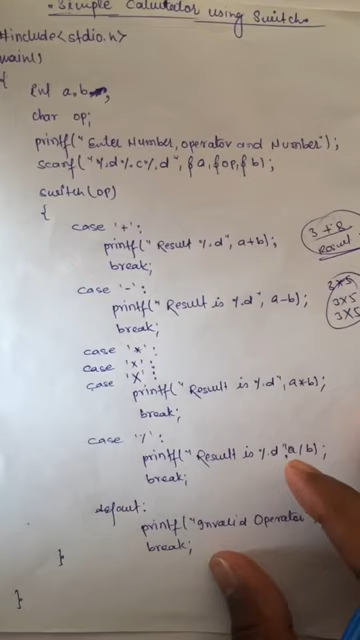 Simple Calculator using Switch.
#include<stdio.h>
main()
{
int a,b;
char op;
printf("Enter Number, operator and Number");
scanf("%d%c%d", &a,&op,&b);
switch(op)
{
case '+':
printf("Result %d", a+b);
break;
3+8
Result
case '-':
printf("Result is %d", a-b);
break;
3*5
3x5
3X5
case '*':
case 'x':
case 'X':
printf("Result is %d", a*b);
break;
case '/':
printf("Result is %d", a/b);
break;
default:
printf("Invalid Operator
break;
}
}